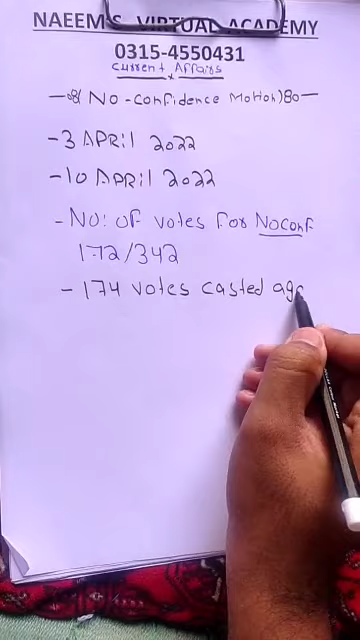 NAEEM'S VIRTUAL ACADEMY
0315-4550431
Current Affairs
No-confidence Motion
- 3 April 2022
- 10 April 2022
- No: of votes for Noconf
172/342
- 174 votes casted aga